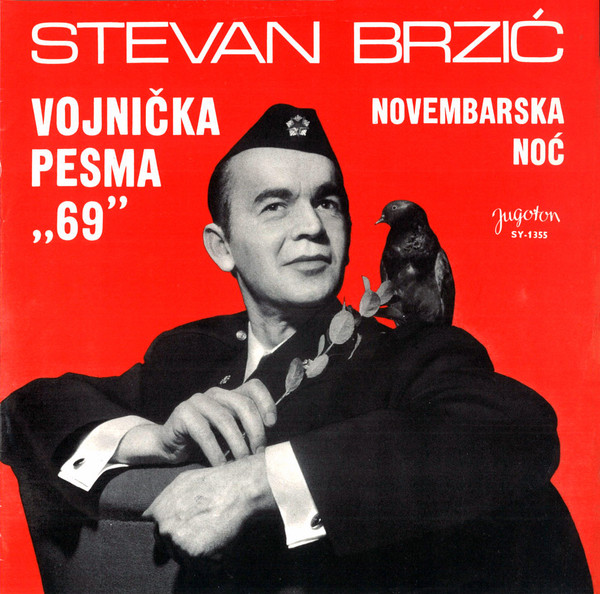 STEVAN BRZIĆ
VOJNIČKA
PESMA
„69”
NOVEMBARSKA
NOĆ
Jugoton
SY-1355